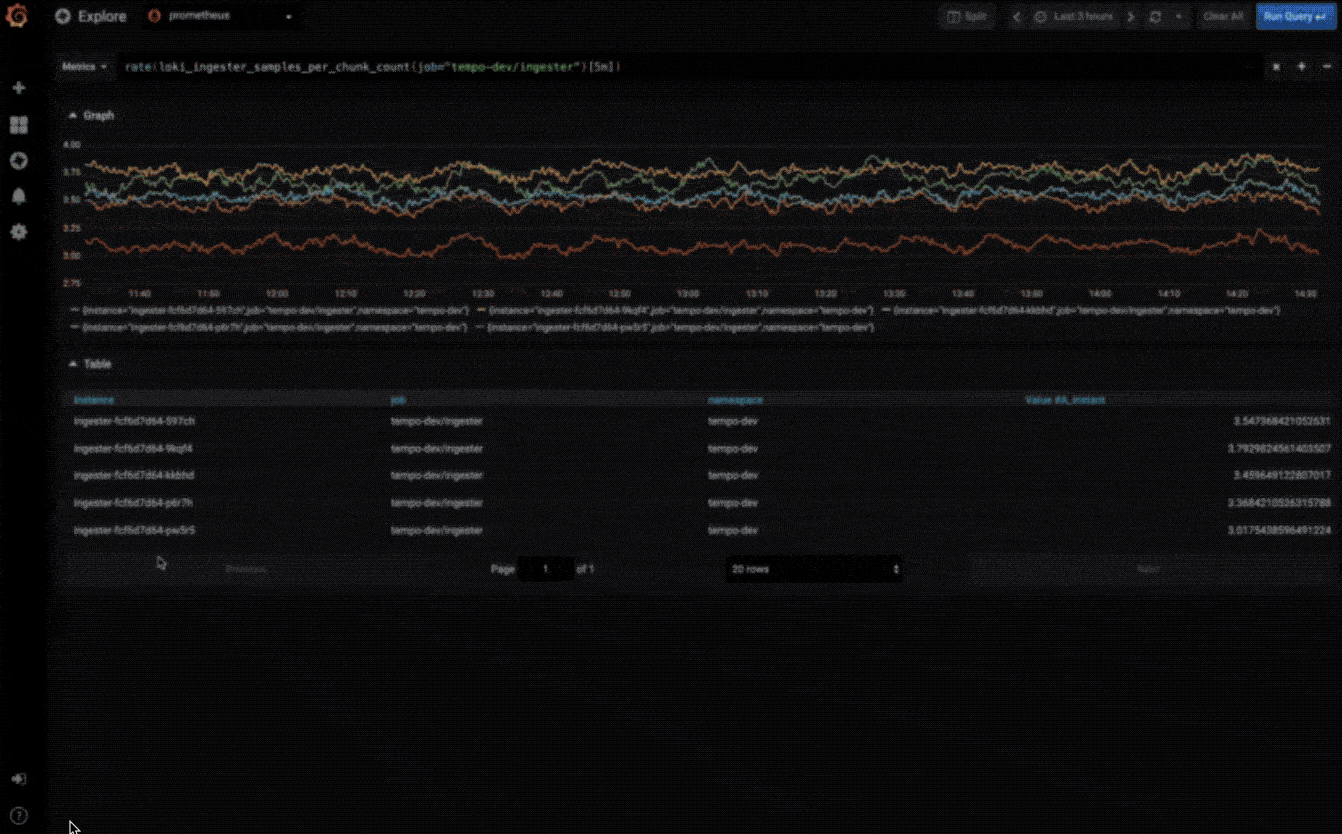 Explore prometheus Split Last 3 hours Clear All Run Query
Metrics rate(loki_ingester_samples_per_chunk_count{job="tempo-dev/ingester"}[5m])
Graph
4.00
3.75
3.50
3.25
3.00
2.75
11:40 11:50 12:00 12:10 12:20 12:30 12:40 12:50 13:00 13:10 13:20 13:30 13:40 13:50 14:00 14:10 14:20 14:30
{instance="ingester-fcf6d7d64-597ch",job="tempo-dev/ingester",namespace="tempo-dev"} {instance="ingester-fcf6d7d64-9kqf4",job="tempo-dev/ingester",namespace="tempo-dev"} {instance="ingester-fcf6d7d64-kkbhd",job="tempo-dev/ingester",namespace="tempo-dev"}
{instance="ingester-fcf6d7d64-p6r7h",job="tempo-dev/ingester",namespace="tempo-dev"} {instance="ingester-fcf6d7d64-pw5r5",job="tempo-dev/ingester",namespace="tempo-dev"}
Table
instance job namespace Value #A_instant
ingester-fcf6d7d64-597ch tempo-dev/ingester tempo-dev 3.547368421052631
ingester-fcf6d7d64-9kqf4 tempo-dev/ingester tempo-dev 3.7929824561403507
ingester-fcf6d7d64-kkbhd tempo-dev/ingester tempo-dev 3.459649122807017
ingester-fcf6d7d64-p6r7h tempo-dev/ingester tempo-dev 3.3684210526315788
ingester-fcf6d7d64-pw5r5 tempo-dev/ingester tempo-dev 3.0175438596491224
Previous Page 1 of 1 20 rows Next